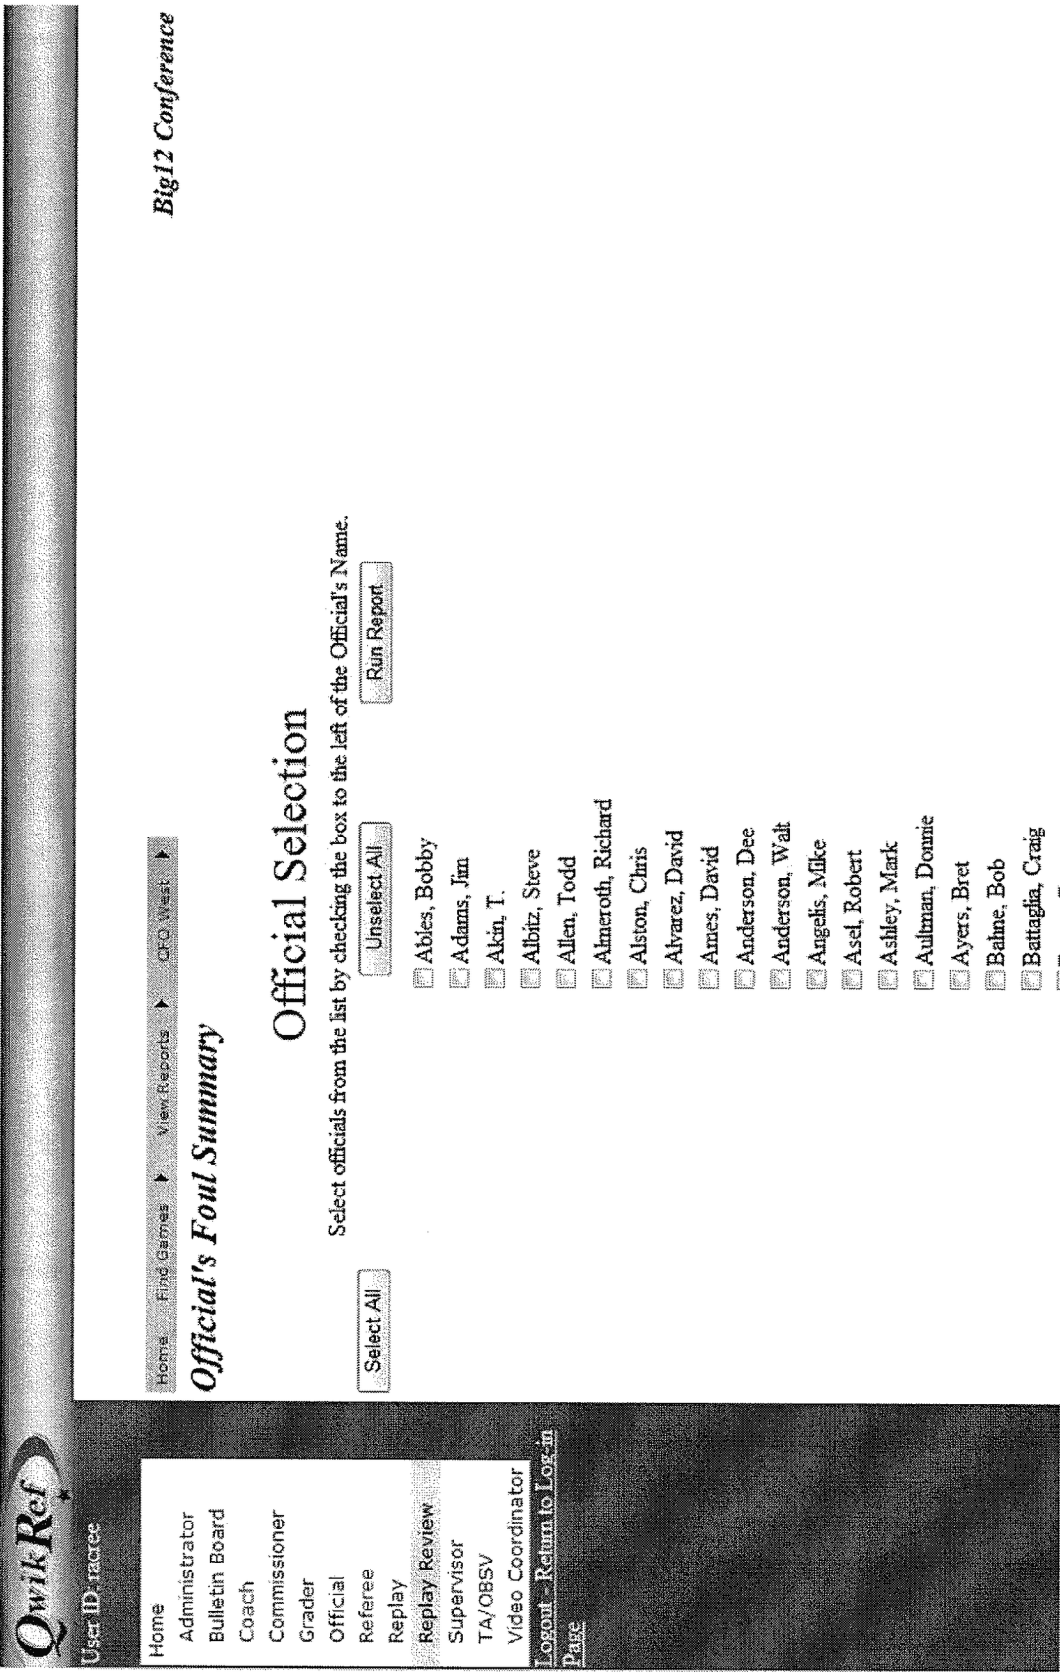 QwikRef
User ID: racree
Home
Administrator
Bulletin Board
Coach
Commissioner
Grader
Official
Referee
Replay
Replay Review
Supervisor
TA/OBSV
Video Coordinator
Logout - Return to Log-in
Page
Home Find Games View Reports CFO West
Big12 Conference
Official's Foul Summary
Official Selection
Select officials from the list by checking the box to the left of the Official's Name.
Select All Unselect All Run Report
Ables, Bobby
Adams, Jim
Akin, T.
Albitz, Steve
Allen, Todd
Almeroth, Richard
Alston, Chris
Alvarez, David
Ames, David
Anderson, Dee
Anderson, Walt
Angelis, Mike
Asel, Robert
Ashley, Mark
Aultman, Donnie
Ayers, Bret
Bahne, Bob
Battaglia, Craig